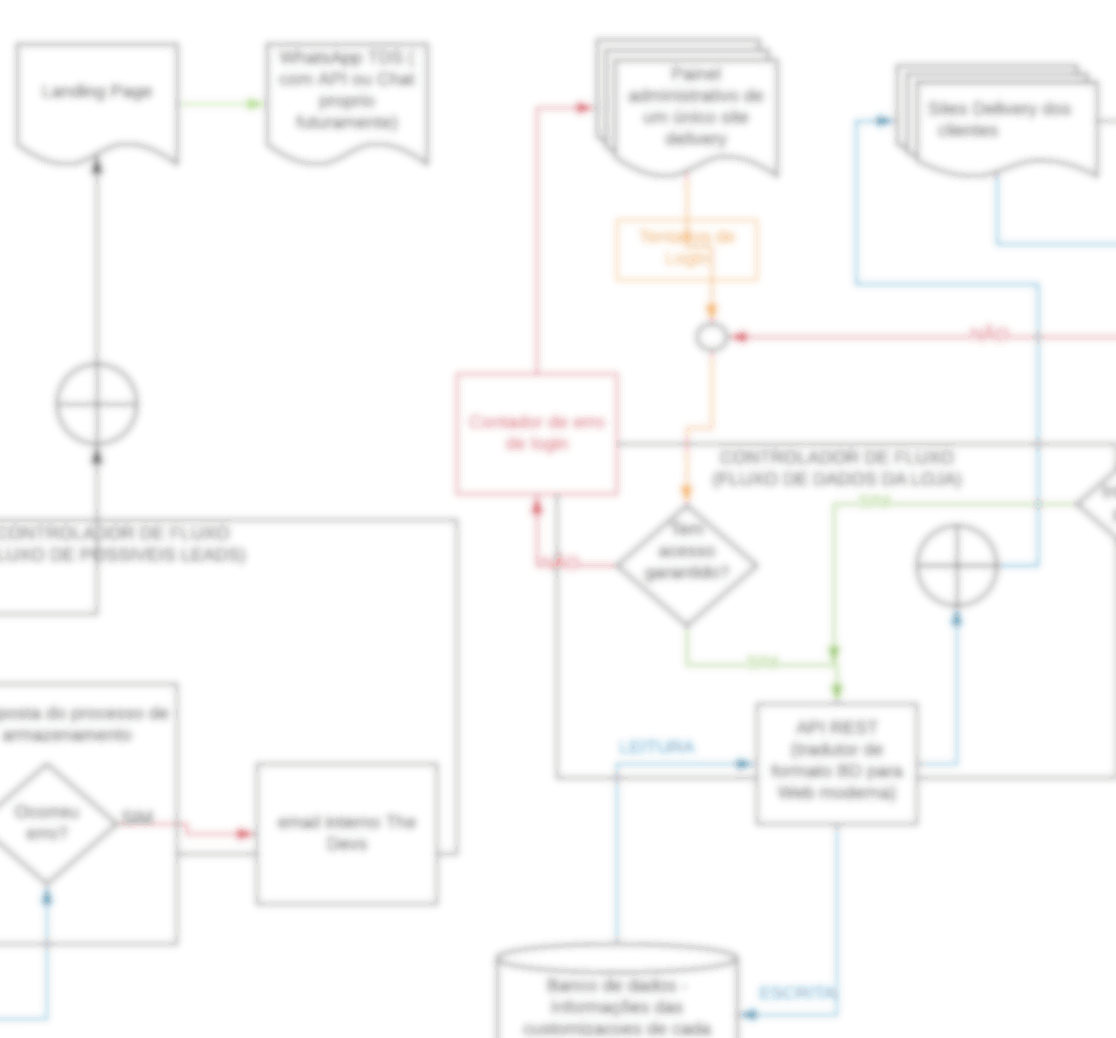 Landing Page
WhatsApp TDS (
com API ou Chat
proprio
futuramente)
Painel
administrativo de
um único site
delivery
Sites Delivery dos
clientes
Tentativa de
Login
NÃO
Contador de erro
de login
CONTROLADOR DE FLUXO
(FLUXO DE DADOS DA LOJA)
SIM
CONTROLADOR DE FLUXO
LUXO DE POSSIVEIS LEADS)
Tem
acesso
garantido?
NÃO
SIM
posta do processo de
armazenamento
API REST
(tradutor de
formato BD para
Web moderna)
LEITURA
Ocorreu
erro?
SIM
email interno The
Devs
Banco de dados -
Informações das
customizacoes de cada
ESCRITA